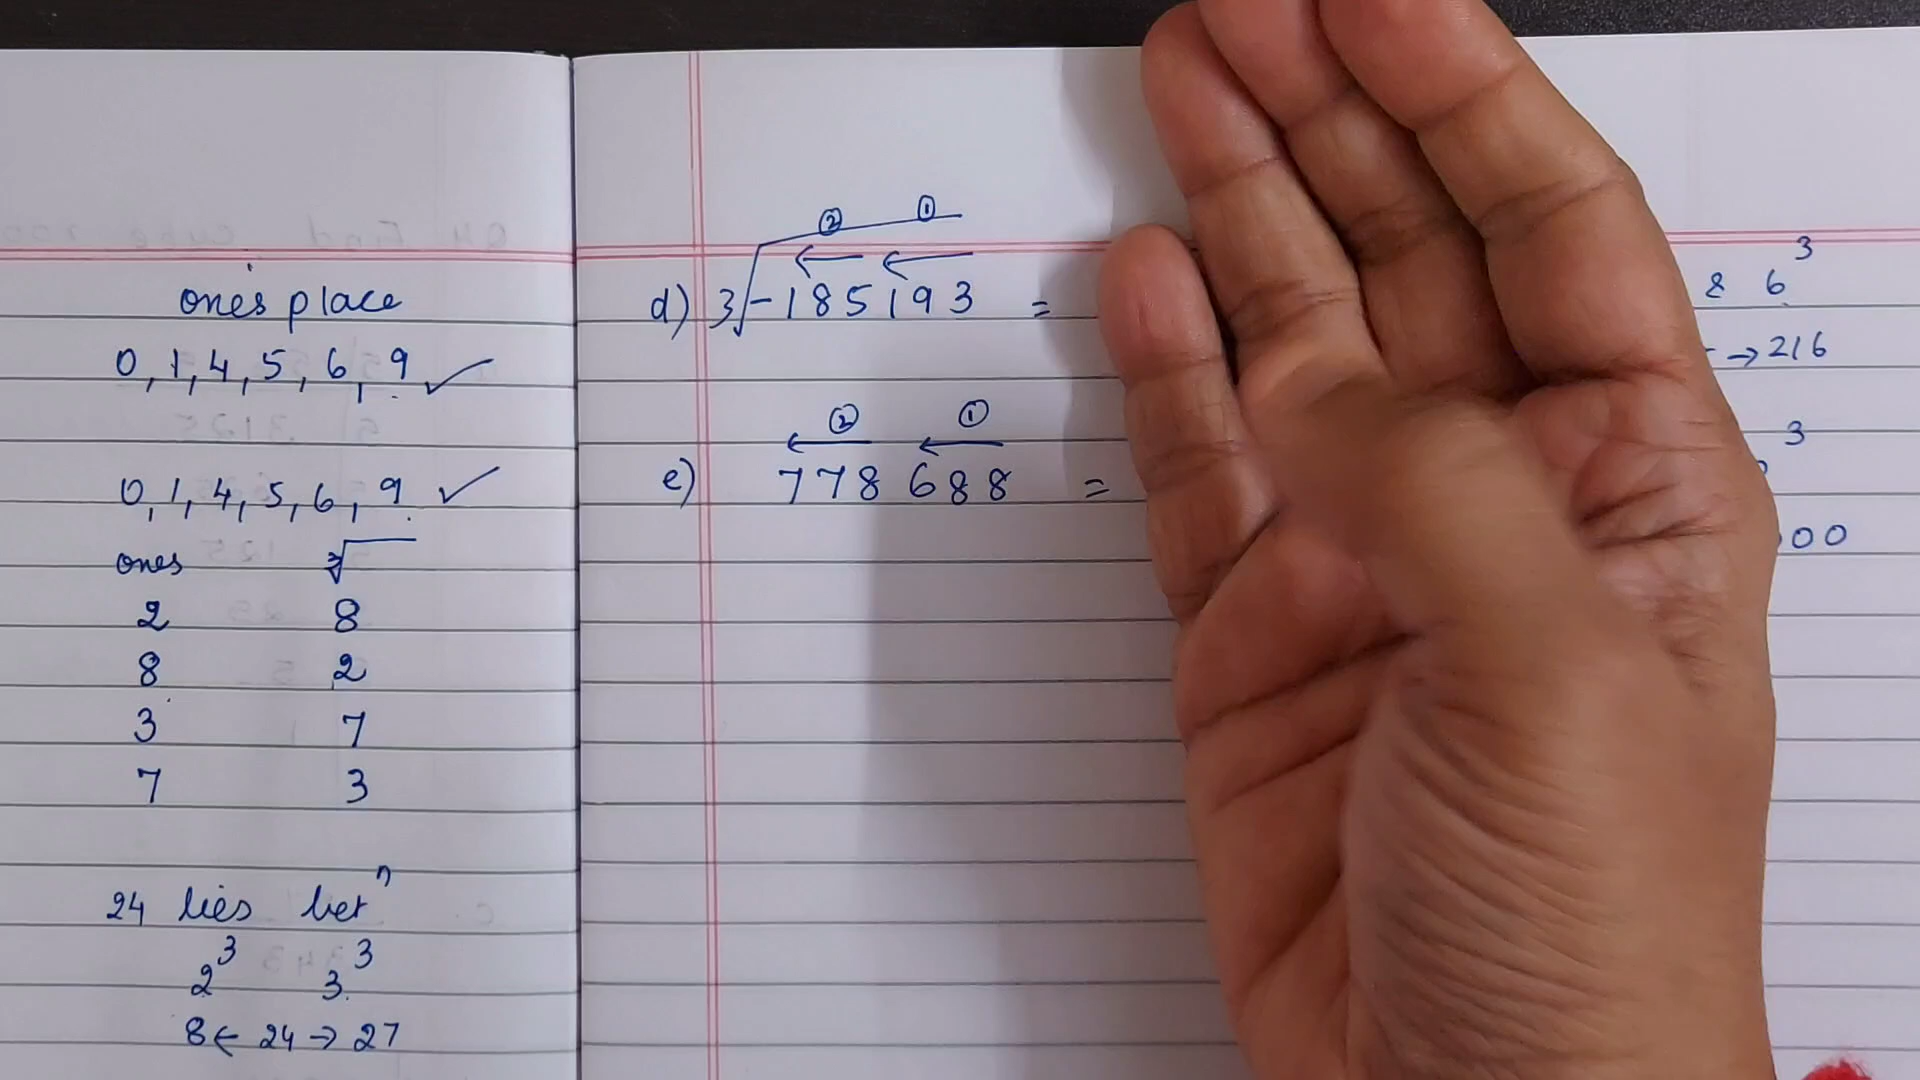 ones place
0, 1, 4, 5, 6, 9 ✓
0, 1, 4, 5, 6, 9 ✓
ones ∛
2 8
8 2
3 7
7 3
24 lies betⁿ
2³ 3³
8 ← 24 → 27
② ①
d) ∛-185193 =
② ①
e) 778 688 =
& 6³
→ 216
3
00